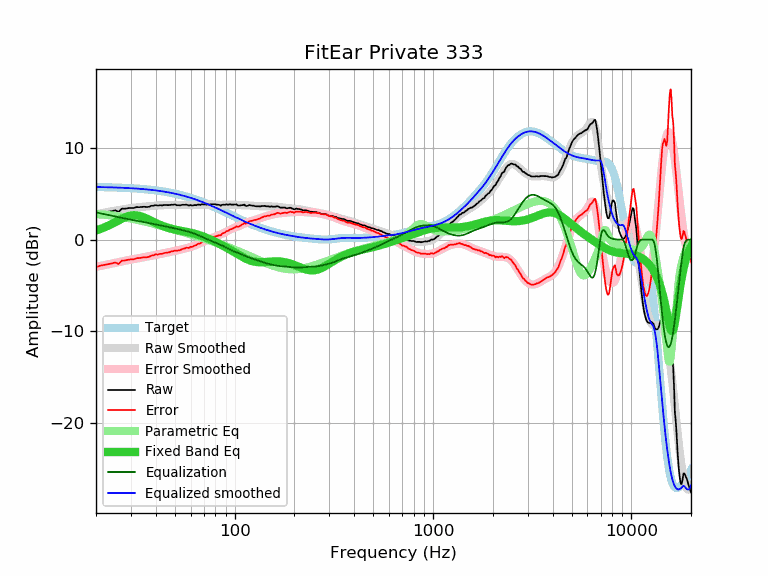 FitEar Private 333
Amplitude (dBr)
10
0
−10
−20
Target
Raw Smoothed
Error Smoothed
Raw
Error
Parametric Eq
Fixed Band Eq
Equalization
Equalized smoothed
100
1000
10000
Frequency (Hz)